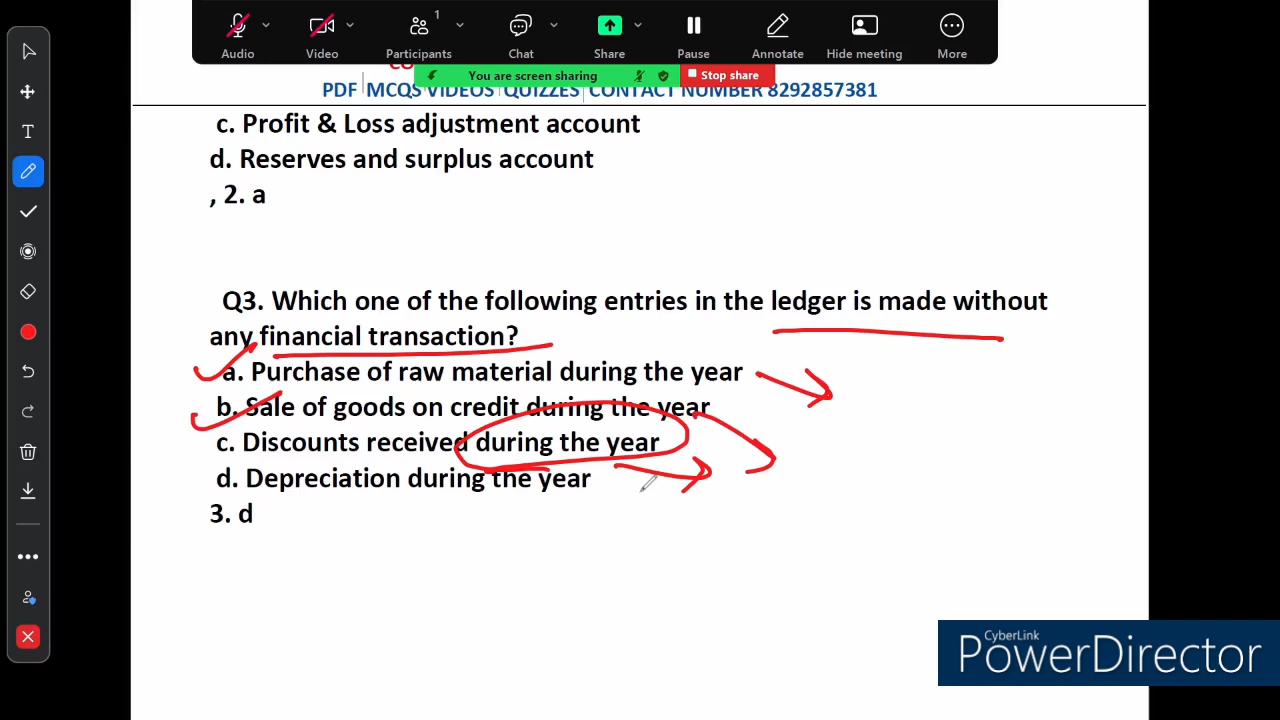 1
Audio Video Participants Chat Share Pause Annotate Hide meeting More
You are screen sharing Stop share
PDF MCQS VIDEOS QUIZZES CONTACT NUMBER 8292857381
c. Profit & Loss adjustment account
d. Reserves and surplus account
, 2. a
Q3. Which one of the following entries in the ledger is made without
any financial transaction?
a. Purchase of raw material during the year
b. Sale of goods on credit during the year
c. Discounts received during the year
d. Depreciation during the year
3. d
CyberLink
PowerDirector